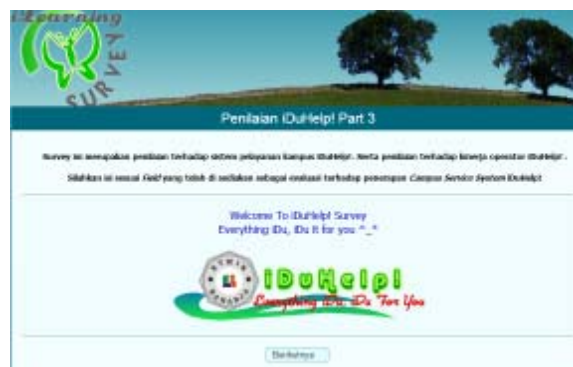 iLearning
SURVEY
Penilaian iDuHelp! Part 3
Survey ini merupakan penilaian terhadap sistem pelayanan kampus iDuHelp!. Serta penilaian terhadap kinerja operator iDuHelp!.
Silahkan isi sesuai Field yang telah di sediakan sebagai evaluasi terhadap penerapan Campus Service System iDuHelp!
Welcome To iDuHelp! Survey
Everything iDu, iDu It for you ^_^
iDuHelp!
Everything iDu, iDu For You
Berikutnya